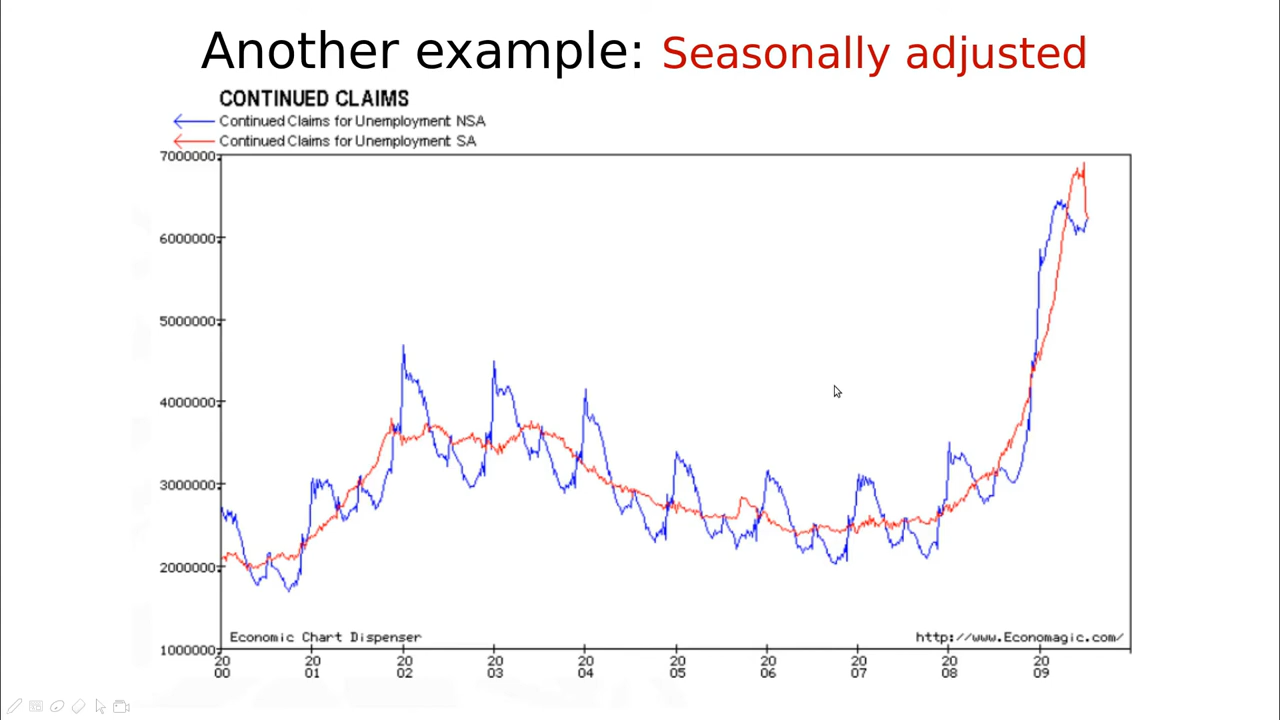 Another example: Seasonally adjusted
CONTINUED CLAIMS
Continued Claims for Unemployment NSA
Continued Claims for Unemployment SA
7000000.
6000000.
5000000.
4000000.
3000000.
2000000.
1000000.
Economic Chart Dispenser http://www.Economagic.com/
20 20 20 20 20 20 20 20 20 20
00 01 02 03 04 05 06 07 08 09